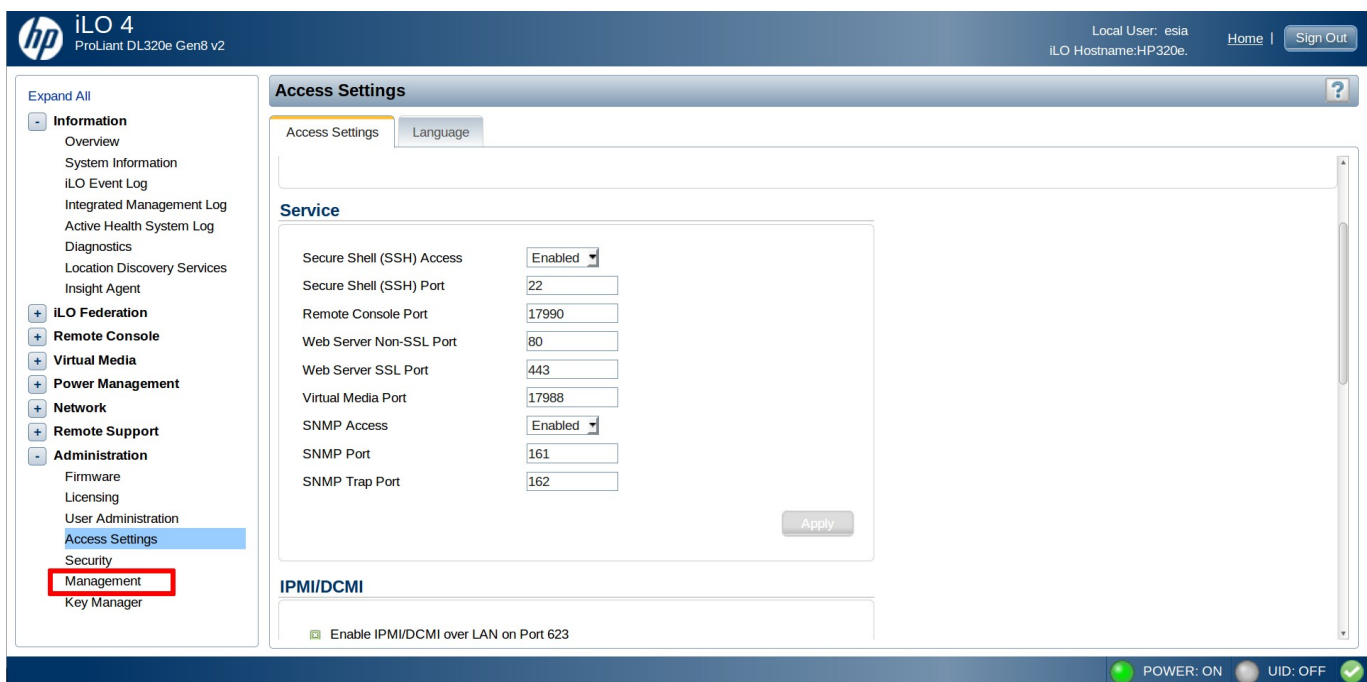 hp
iLO 4
ProLiant DL320e Gen8 v2
Local User: esia
iLO Hostname:HP320e.
Home |
Sign Out
Expand All
- Information
Overview
System Information
iLO Event Log
Integrated Management Log
Active Health System Log
Diagnostics
Location Discovery Services
Insight Agent
+ iLO Federation
+ Remote Console
+ Virtual Media
+ Power Management
+ Network
+ Remote Support
- Administration
Firmware
Licensing
User Administration
Access Settings
Security
Management
Key Manager
Access Settings
?
Access Settings
Language
Service
Secure Shell (SSH) Access Enabled
Secure Shell (SSH) Port 22
Remote Console Port 17990
Web Server Non-SSL Port 80
Web Server SSL Port 443
Virtual Media Port 17988
SNMP Access Enabled
SNMP Port 161
SNMP Trap Port 162
Apply
IPMI/DCMI
Enable IPMI/DCMI over LAN on Port 623
POWER: ON
UID: OFF